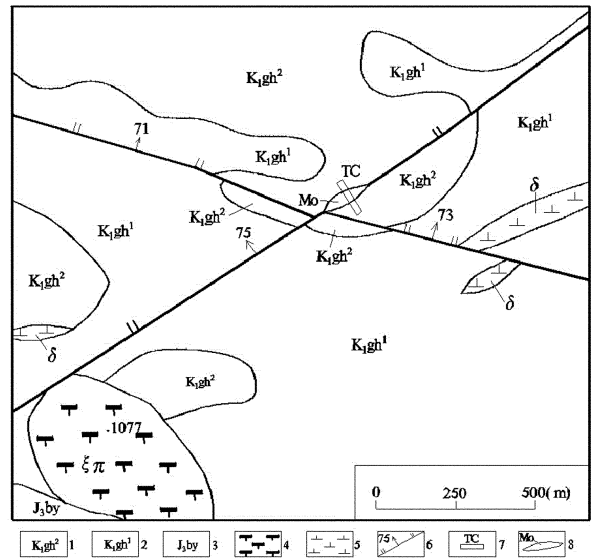 K₁gh²
K₁gh¹
K₁gh¹
71
K₁gh¹
TC
Mo
K₁gh²
K₁gh²
δ
K₁gh¹
75
73
K₁gh²
K₁gh²
δ
δ
K₁gh¹
K₁gh²
.1077
ξπ
J₃by
0 250 500( m)
K₁gh² 1 K₁gh¹ 2 J₃by 3 4 5 75 6 TC 7 Mo 8